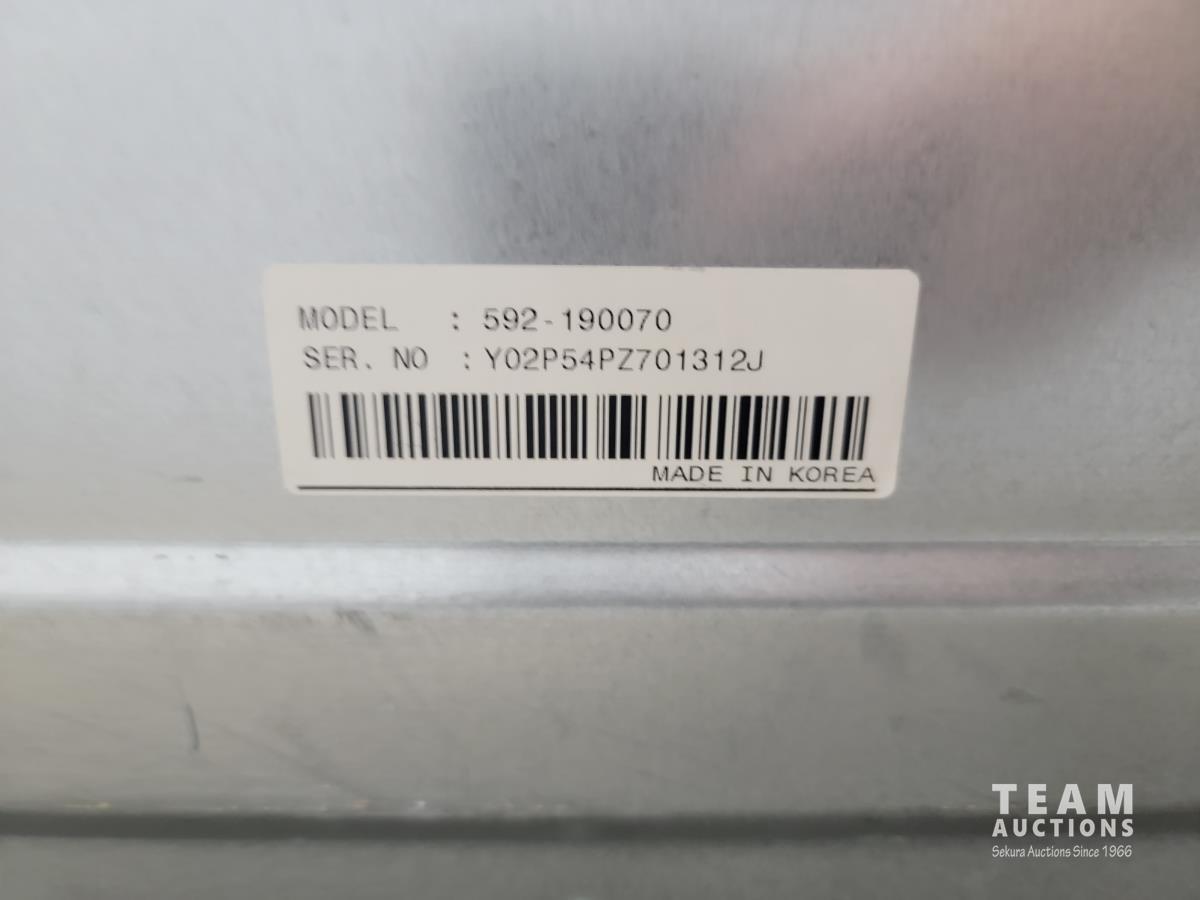 MODEL : 592-190070
SER. NO : Y02P54PZ701312J
MADE IN KOREA
TEAM
AUCTIONS
Sekura Auctions Since 1966